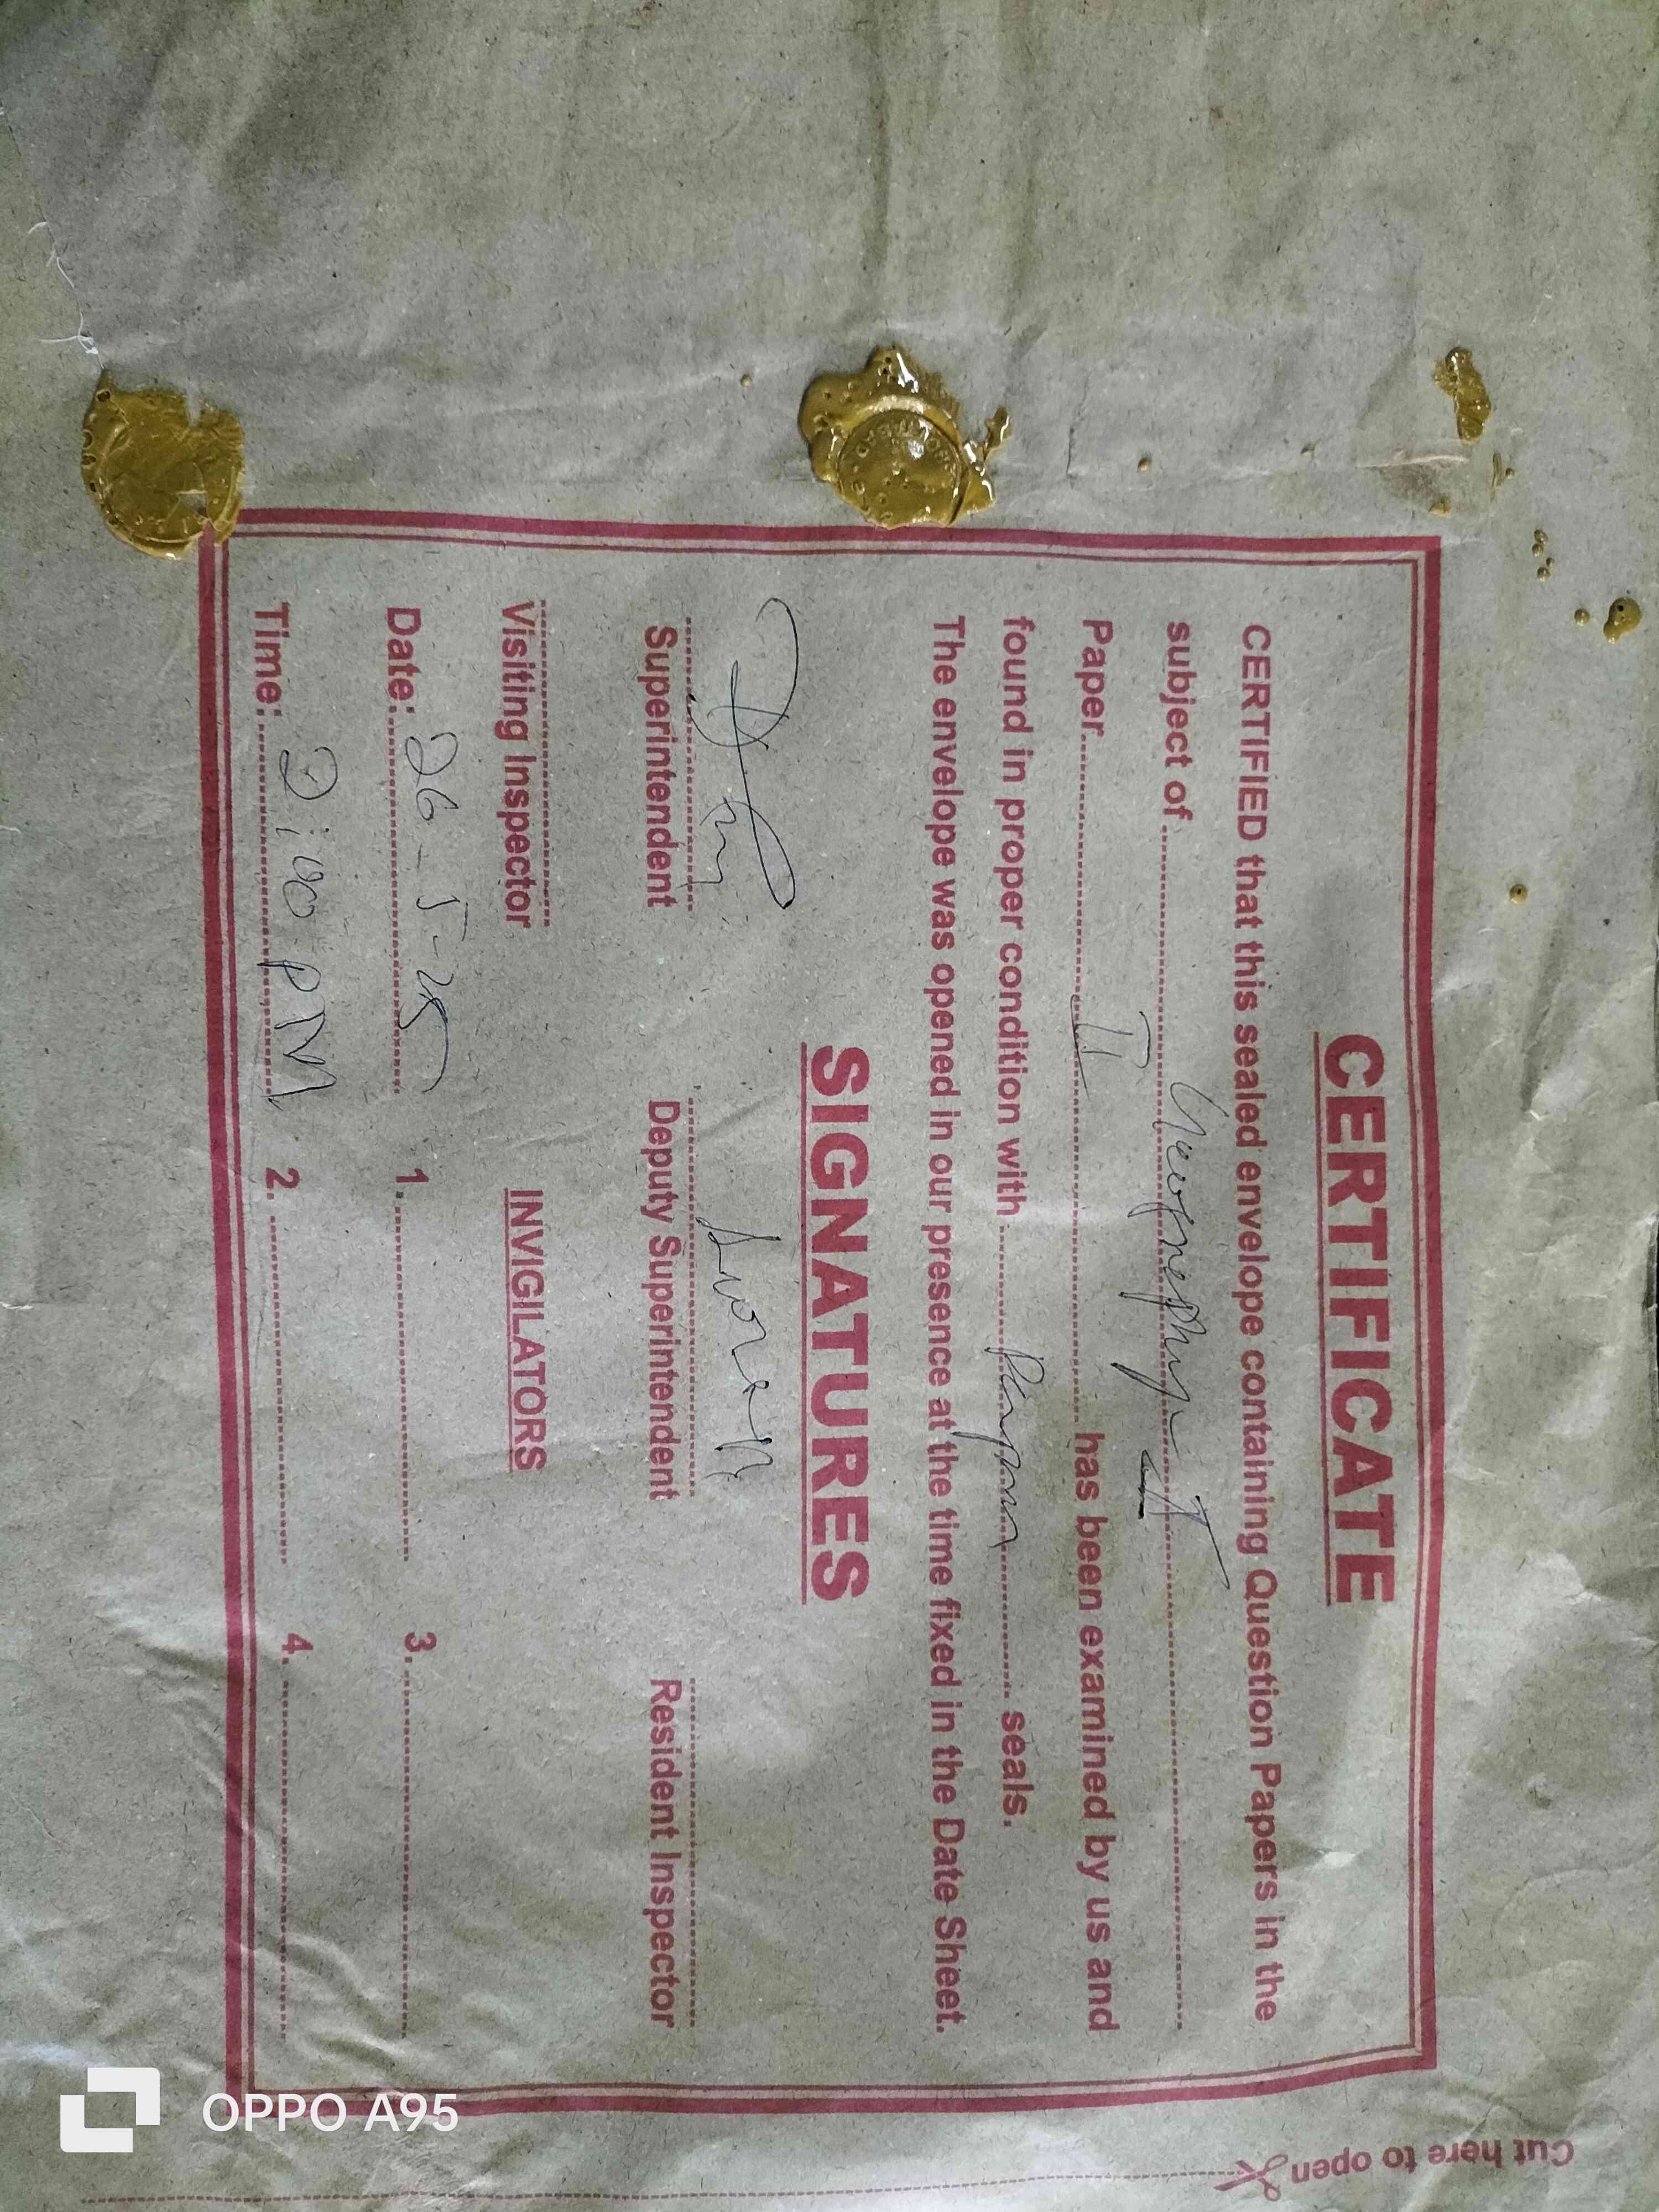 CERTIFICATE
CERTIFIED that this sealed envelope containing Question Papers in the
subject of Geography II
Paper II has been examined by us and
found in proper condition with seals.
The envelope was opened in our presence at the time fixed in the Date Sheet.
SIGNATURES
Superintendent Deputy Superintendent Resident Inspector
Visiting Inspector INVIGILATORS
Date: 26-5-25 1. 3.
Time: 2:00 PM 2. 4.
Cut here to open
OPPO A95